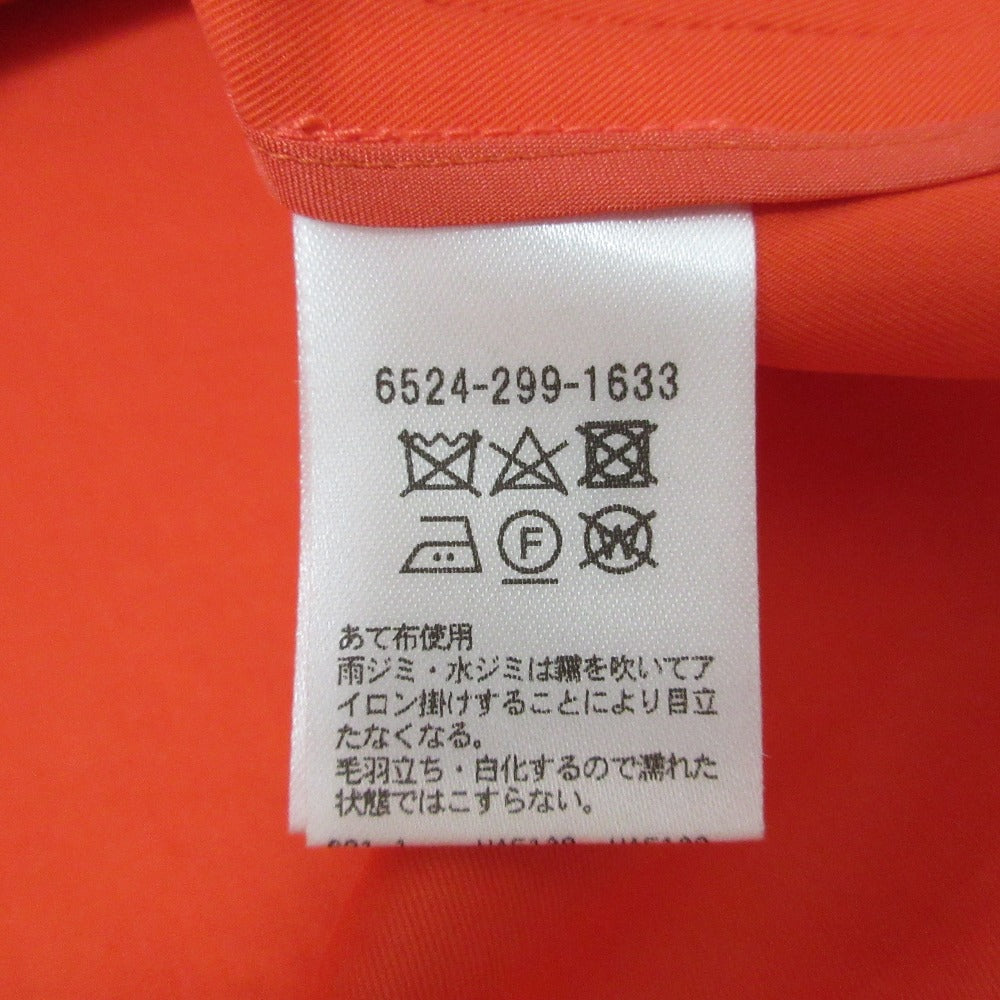 6524-299-1633
F
W
あて布使用
雨ジミ・水ジミは霧を吹いてア
イロン掛けすることにより目立
たなくなる。
毛羽立ち・白化するので濡れた
状態ではこすらない。